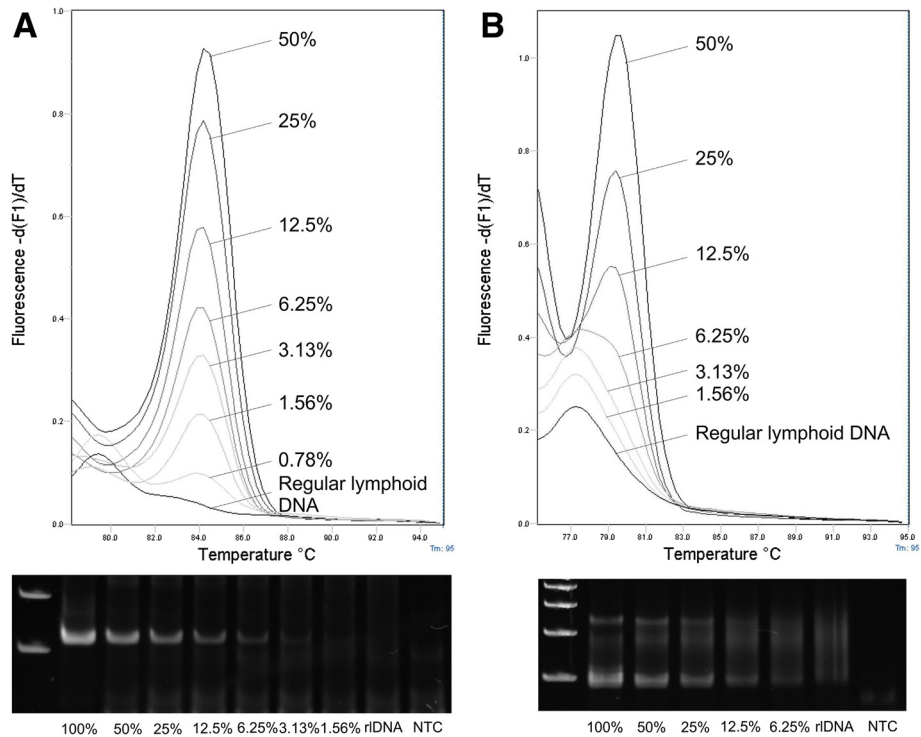 A
Fluorescence -d(F1)/dT
1.0
0.8
0.6
0.4
0.2
0.0
50%
25%
12.5%
6.25%
3.13%
1.56%
0.78%
Regular lymphoid
DNA
80.0 82.0 84.0 86.0 88.0 90.0 92.0 94.0
Temperature °C
Tm: 95
100% 50% 25% 12.5% 6.25% 3.13% 1.56% rlDNA NTC
B
Fluorescence -d(F1)/dT
1.0
0.8
0.6
0.4
0.2
0.0
50%
25%
12.5%
6.25%
3.13%
1.56%
Regular lymphoid DNA
77.0 79.0 81.0 83.0 85.0 87.0 89.0 91.0 93.0 95.0
Temperature °C
Tm: 95
100% 50% 25% 12.5% 6.25% rlDNA NTC